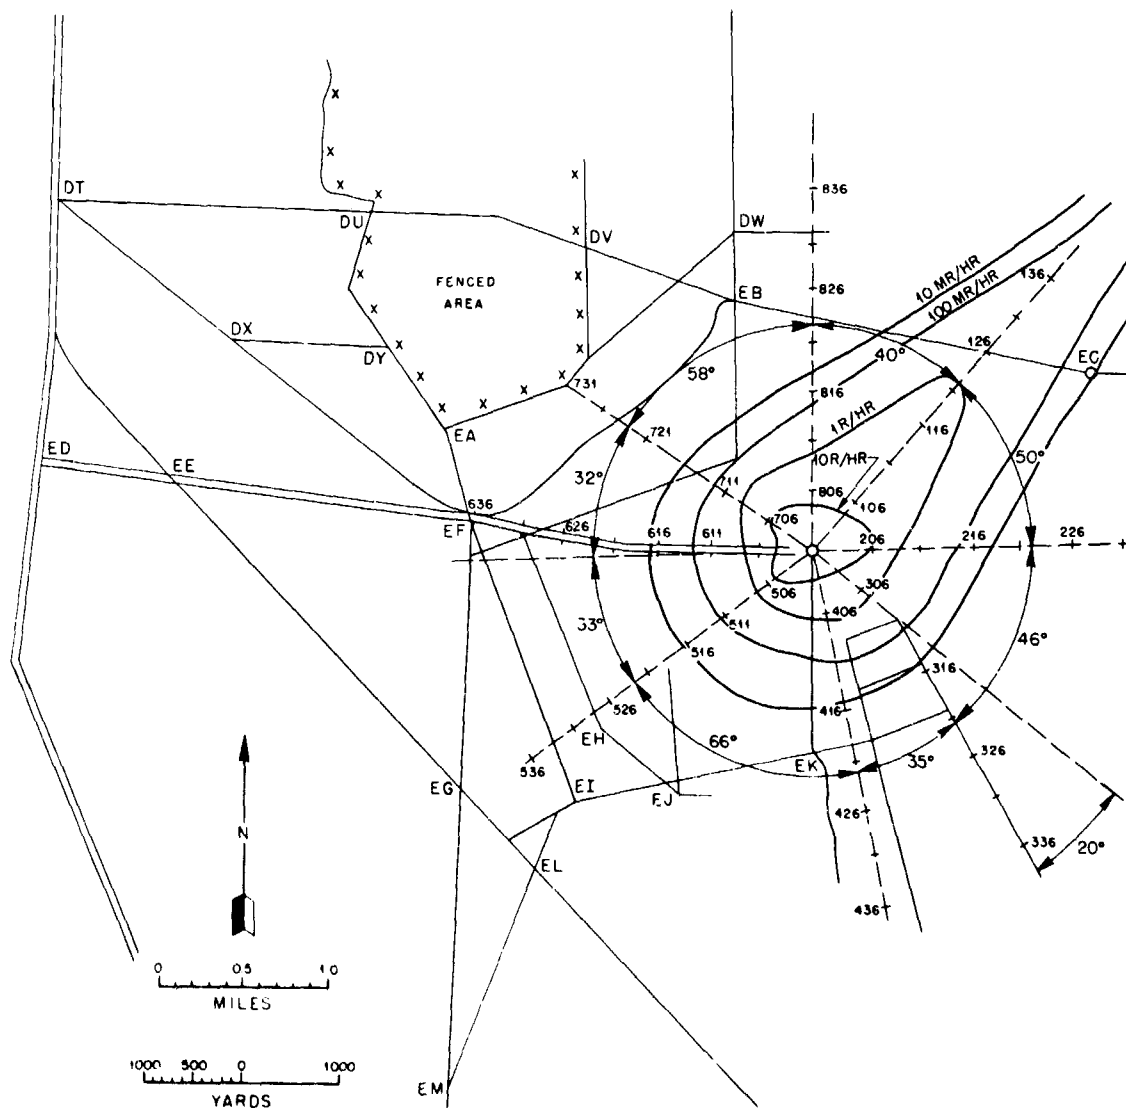 836
DT
DU
DV
DW
FENCED
AREA
826
EB
10 MR/HR
100 MR/HR
136
DX
DY
126
EC
58°
40°
731
816
1R/HR
EA
721
116
50°
ED
EE
32°
711
10R/HR
636
806
106
EF
626
616
611
706
206
216
226
506
306
406
33°
511
46°
516
316
526
416
EH
66°
326
536
EK
35°
EG
EI
EJ
426
336
20°
N
EL
436
0 0.5 1.0
MILES
1000 500 0 1000
YARDS
EM